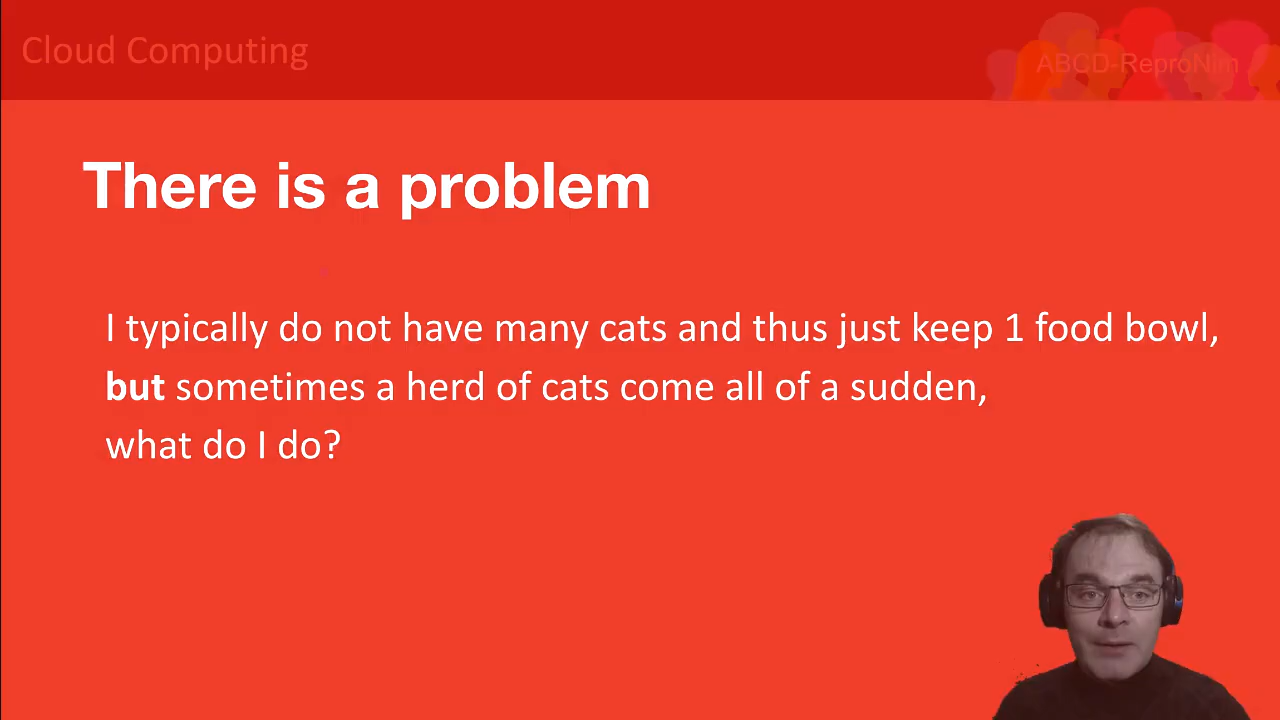 Cloud Computing
ABCD-ReproNim
There is a problem
I typically do not have many cats and thus just keep 1 food bowl,
but sometimes a herd of cats come all of a sudden,
what do I do?